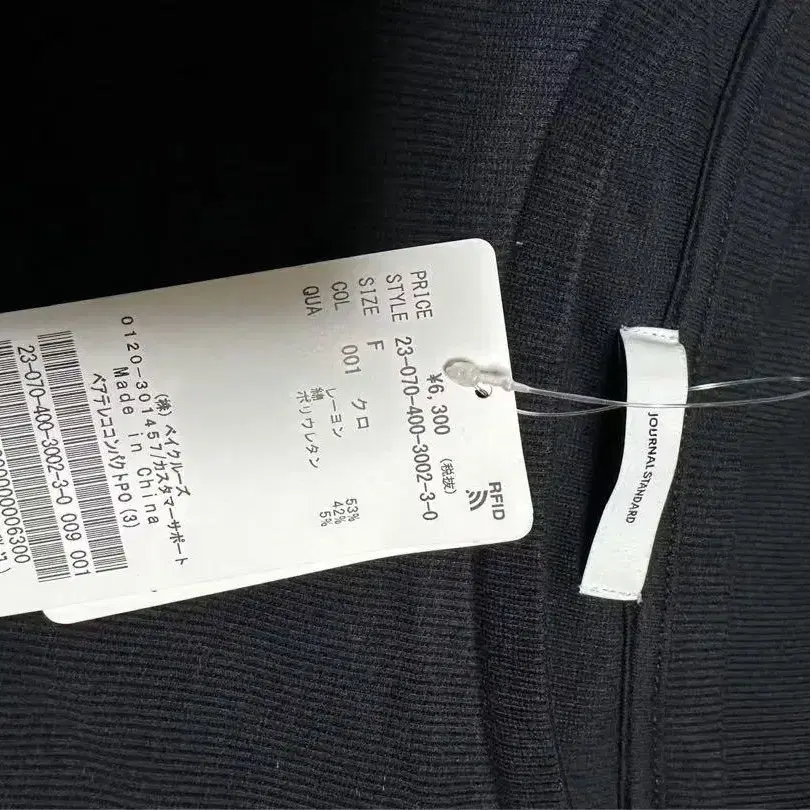 RFID
PRICE ¥6,300 (税抜)
STYLE 23-070-400-3002-3-0
SIZE F
COL 001 クロ
QUA レーヨン 53%
綿 42%
ポリウレタン 5%
(株) ベイクルーズ
0120-301457/カスタマーサポート
Made in China
ペアテレココンパクトPO(3)
23-070-400-3002-3-0 009 001
JOURNAL STANDARD